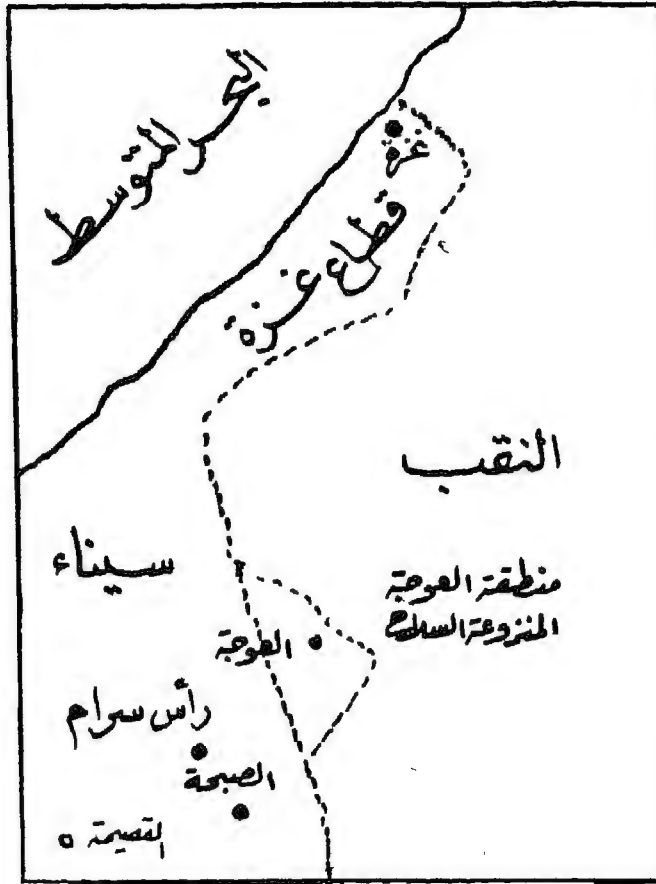 البحر المتوسط
غزة
قطاع غزة
النقب
سيناء
منطقة العوجة
المنزوعة السلاح
العوجة
رأس سرام
الصبحة
القصيمة